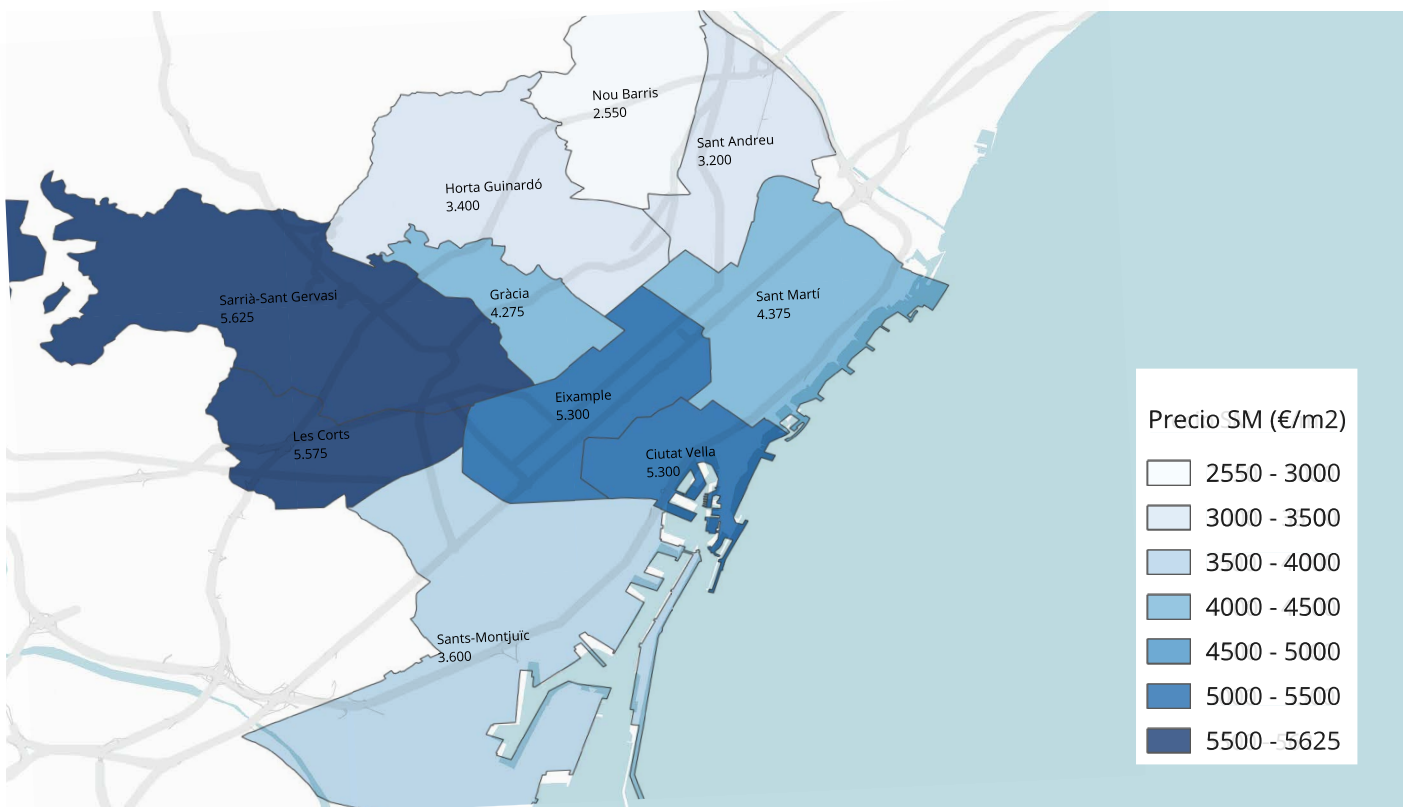 Nou Barris
2.550
Sant Andreu
3.200
Horta Guinardó
3.400
Sarrià-Sant Gervasi
5.625
Gràcia
4.275
Sant Martí
4.375
Eixample
5.300
Les Corts
5.575
Ciutat Vella
5.300
Sants-Montjuïc
3.600
Precio SM (€/m2)
2550 - 3000
3000 - 3500
3500 - 4000
4000 - 4500
4500 - 5000
5000 - 5500
5500 - 5625